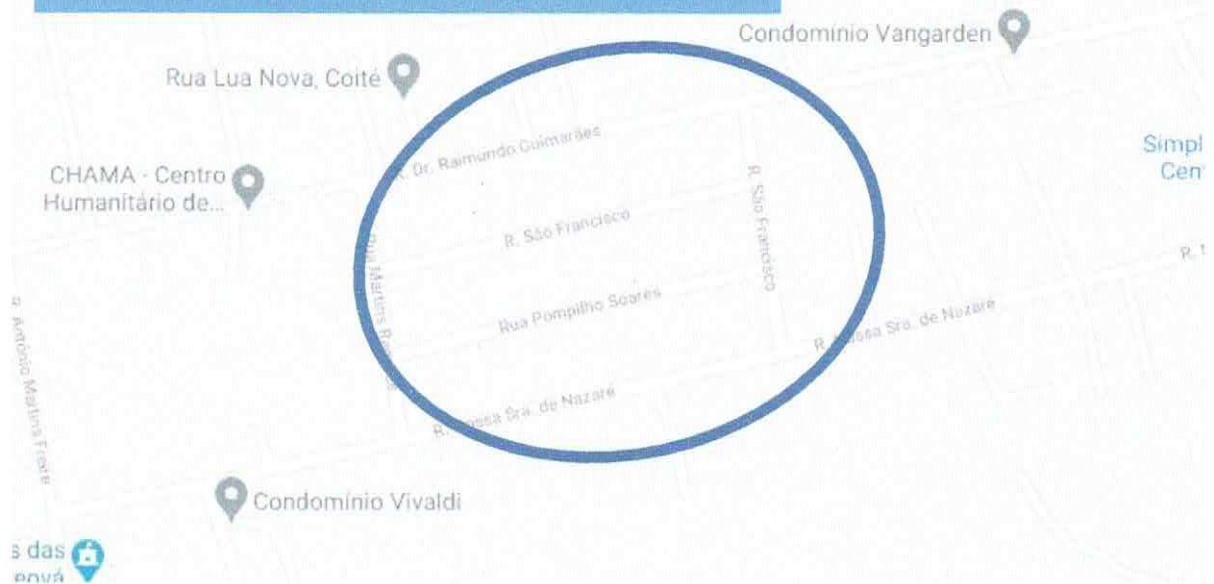 Condomínio Vangarden
Rua Lua Nova, Coité
CHAMA - Centro
Humanitário de...
R. Dr. Raimundo Guimarães
Simpl
Cen
R. São Francisco
R. São Francisco
Rua Martins
Rua Pompilho Soares
R. Nossa Sra. de Nazaré
R. Nossa Sra. de Nazaré
R. Antônio Martins Freire
Condomínio Vivaldi
s das
enová